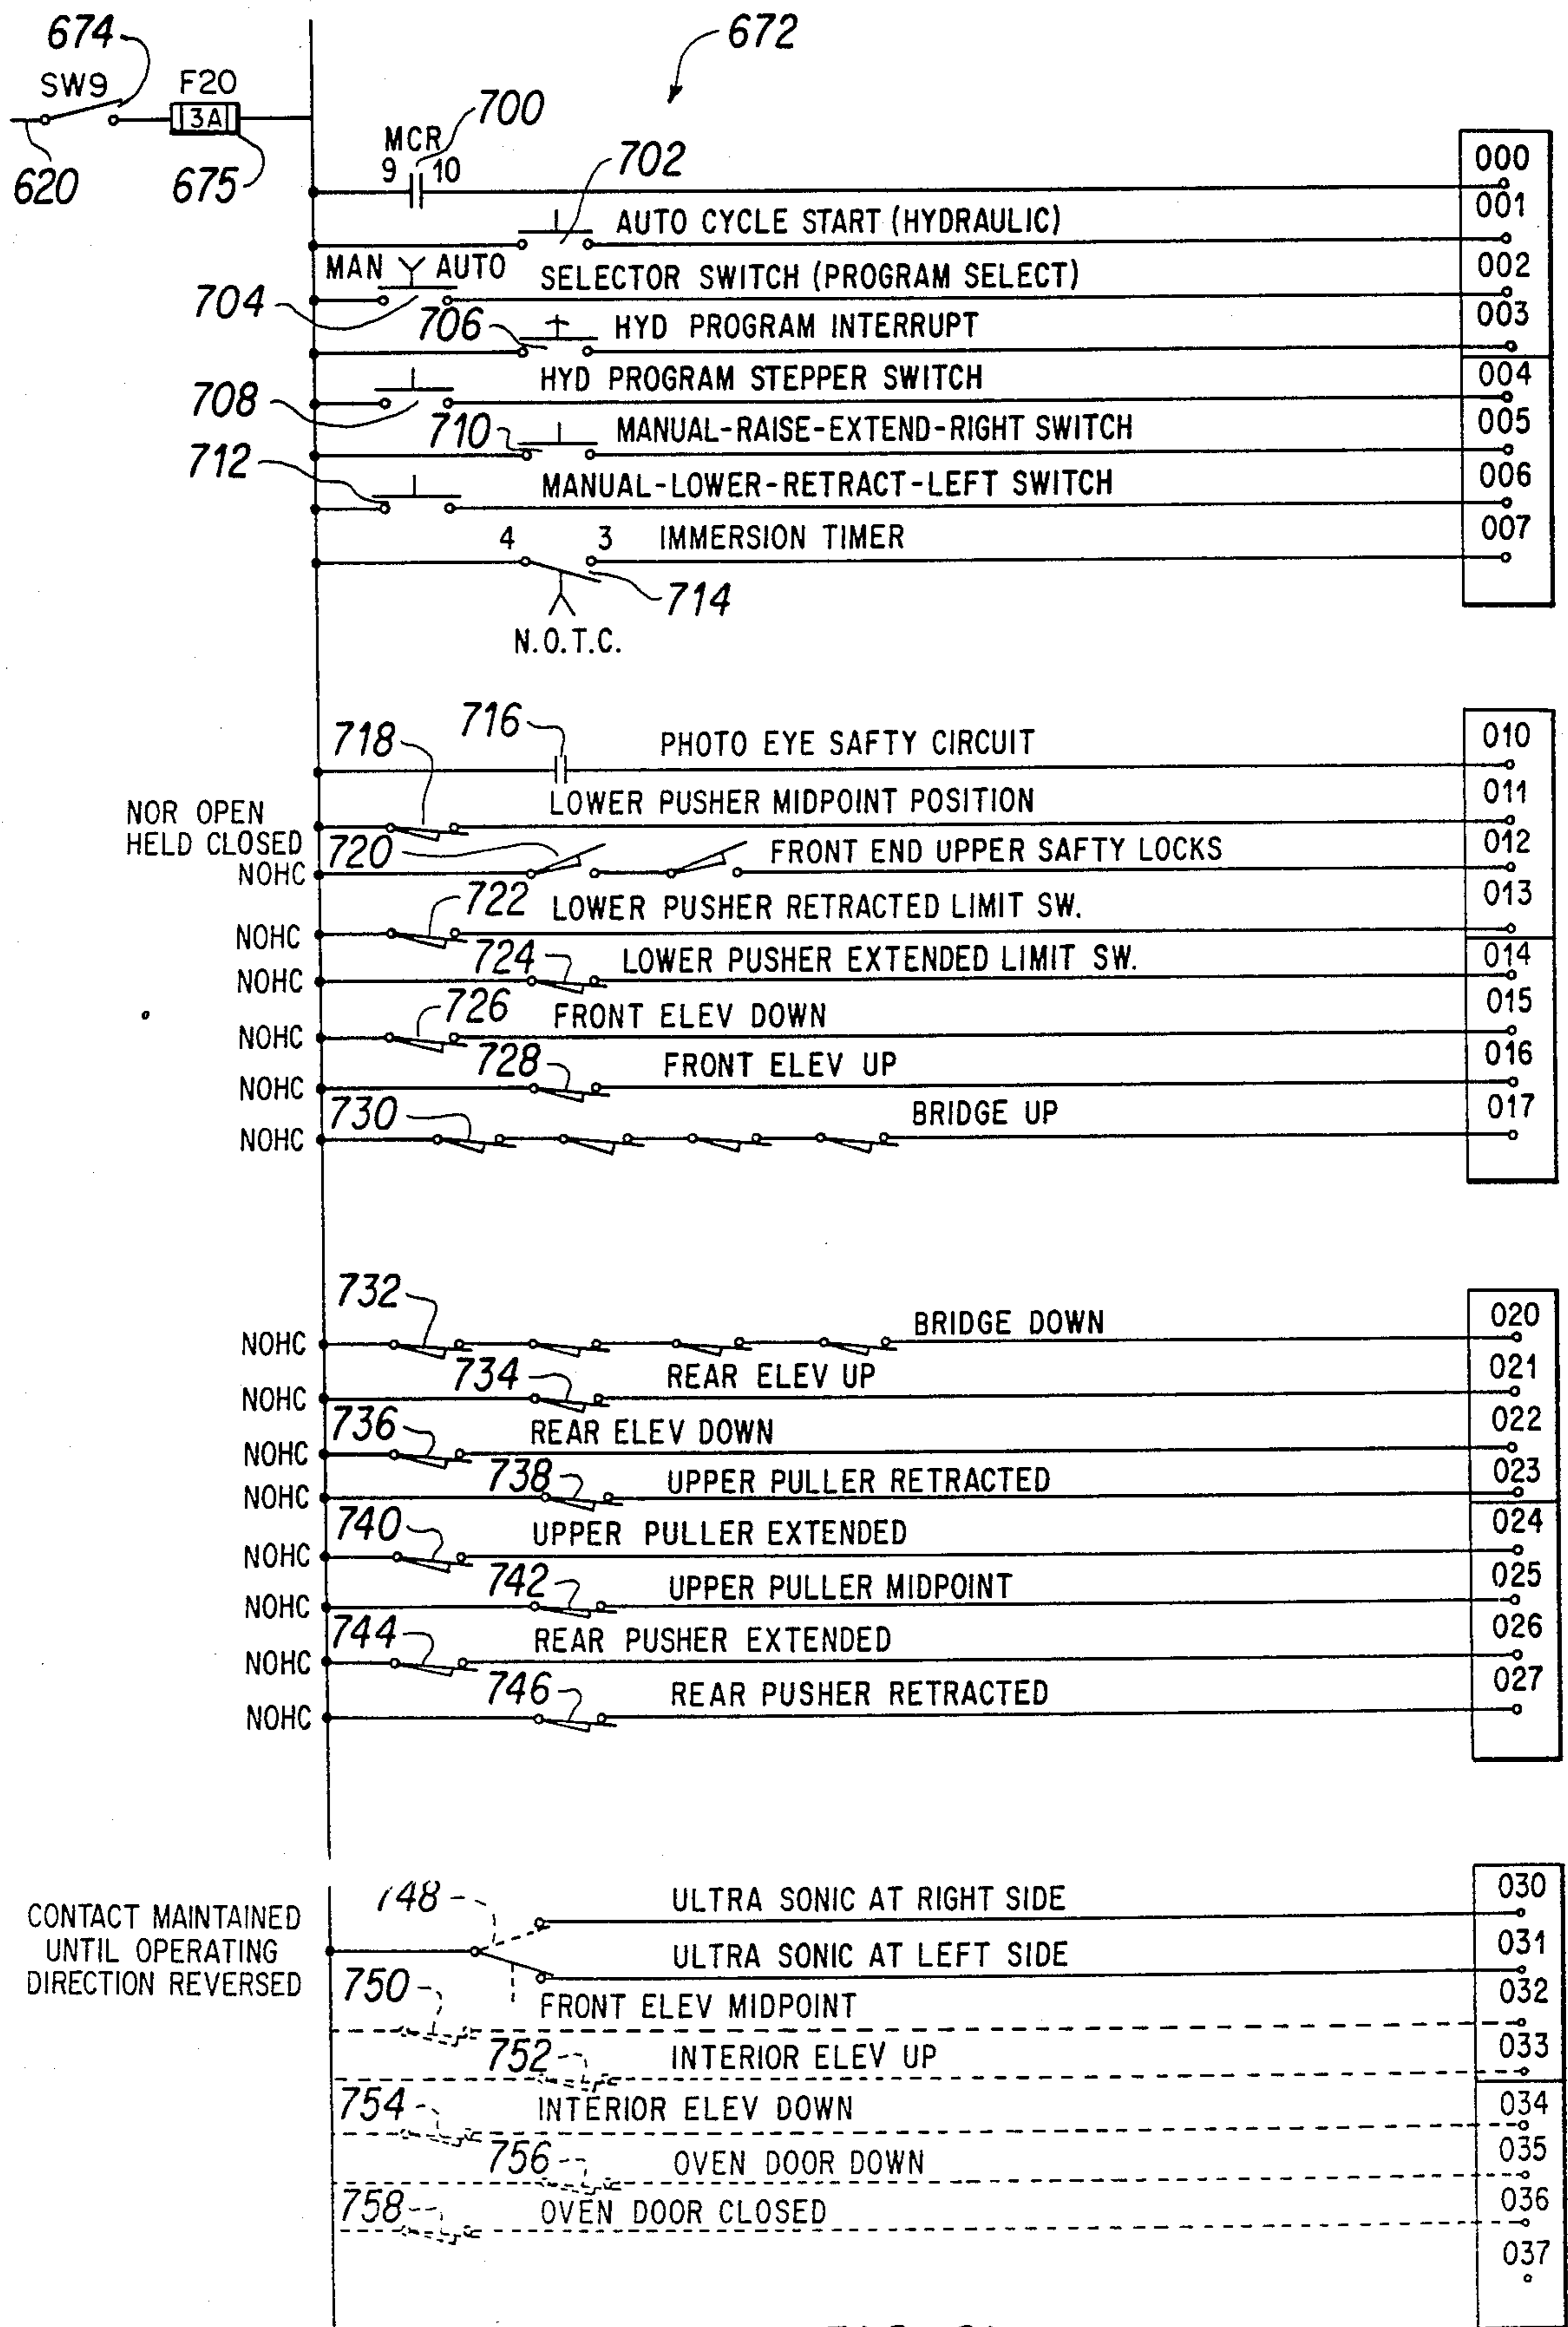 674
672
SW9
F20
3A
700
MCR
9 10
702
620
675
000
AUTO CYCLE START (HYDRAULIC)
001
MAN AUTO
SELECTOR SWITCH (PROGRAM SELECT)
002
704
706
HYD PROGRAM INTERRUPT
003
HYD PROGRAM STEPPER SWITCH
004
708
710
MANUAL-RAISE-EXTEND-RIGHT SWITCH
005
712
MANUAL-LOWER-RETRACT-LEFT SWITCH
006
4 3 IMMERSION TIMER
007
714
N.O.T.C.
716
718
PHOTO EYE SAFTY CIRCUIT
010
NOR OPEN
HELD CLOSED
LOWER PUSHER MIDPOINT POSITION
011
720
FRONT END UPPER SAFTY LOCKS
012
NOHC
722
LOWER PUSHER RETRACTED LIMIT SW.
013
NOHC
724
LOWER PUSHER EXTENDED LIMIT SW.
014
NOHC
726
FRONT ELEV DOWN
015
NOHC
728
FRONT ELEV UP
016
NOHC
730
BRIDGE UP
017
NOHC
732
BRIDGE DOWN
020
NOHC
734
REAR ELEV UP
021
NOHC
736
REAR ELEV DOWN
022
NOHC
738
UPPER PULLER RETRACTED
023
NOHC
740
UPPER PULLER EXTENDED
024
NOHC
742
UPPER PULLER MIDPOINT
025
NOHC
744
REAR PUSHER EXTENDED
026
NOHC
746
REAR PUSHER RETRACTED
027
NOHC
748
ULTRA SONIC AT RIGHT SIDE
030
CONTACT MAINTAINED
UNTIL OPERATING
DIRECTION REVERSED
ULTRA SONIC AT LEFT SIDE
031
750
FRONT ELEV MIDPOINT
032
752
INTERIOR ELEV UP
033
754
INTERIOR ELEV DOWN
034
756
OVEN DOOR DOWN
035
758
OVEN DOOR CLOSED
036
037